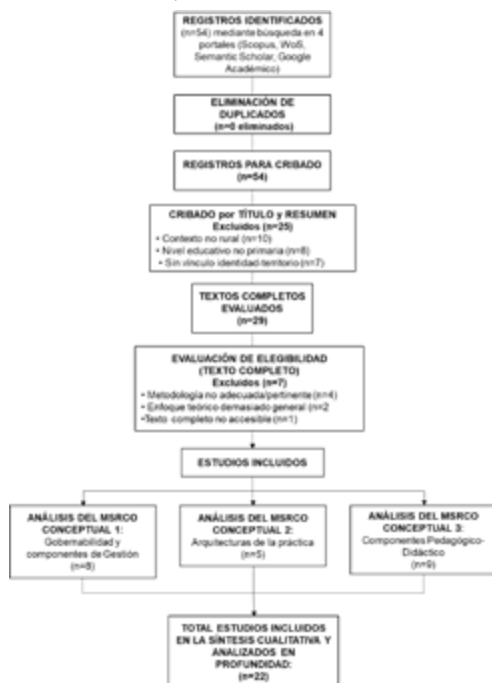 REGISTROS IDENTIFICADOS
(n=54) mediante búsqueda en 4
portales (Scopus, WoS,
Semantic Scholar, Google
Académico)
ELIMINACIÓN DE
DUPLICADOS
(n=0 eliminados)
REGISTROS PARA CRIBADO
(n=54)
CRIBADO por TÍTULO y RESUMEN
Excluidos (n=25)
• Contexto no rural (n=10)
• Nivel educativo no primaria (n=8)
• Sin vínculo identidad-territorio (n=7)
TEXTOS COMPLETOS
EVALUADOS
(n=29)
EVALUACIÓN DE ELEGIBILIDAD
(TEXTO COMPLETO)
Excluidos (n=7)
• Metodología no adecuada/pertinente (n=4)
• Enfoque teórico demasiado general (n=2
•Texto completo no accesible (n=1)
ESTUDIOS INCLUIDOS
ANÁLISIS DEL MSRCO
CONCEPTUAL 1:
Gobernabilidad y
componentes de Gestión
(n=8)
ANÁLISIS DEL MSRCO
CONCEPTUAL 2:
Arquitecturas de la práctica
(n=5)
ANÁLISIS DEL MSRCO
CONCEPTUAL 3:
Componentes Pedagógico-
Didáctico
(n=9)
TOTAL ESTUDIOS INCLUIDOS
EN LA SÍNTESIS CUALITATIVA Y
ANALIZADOS EN
PROFUNDIDAD:
(n=22)